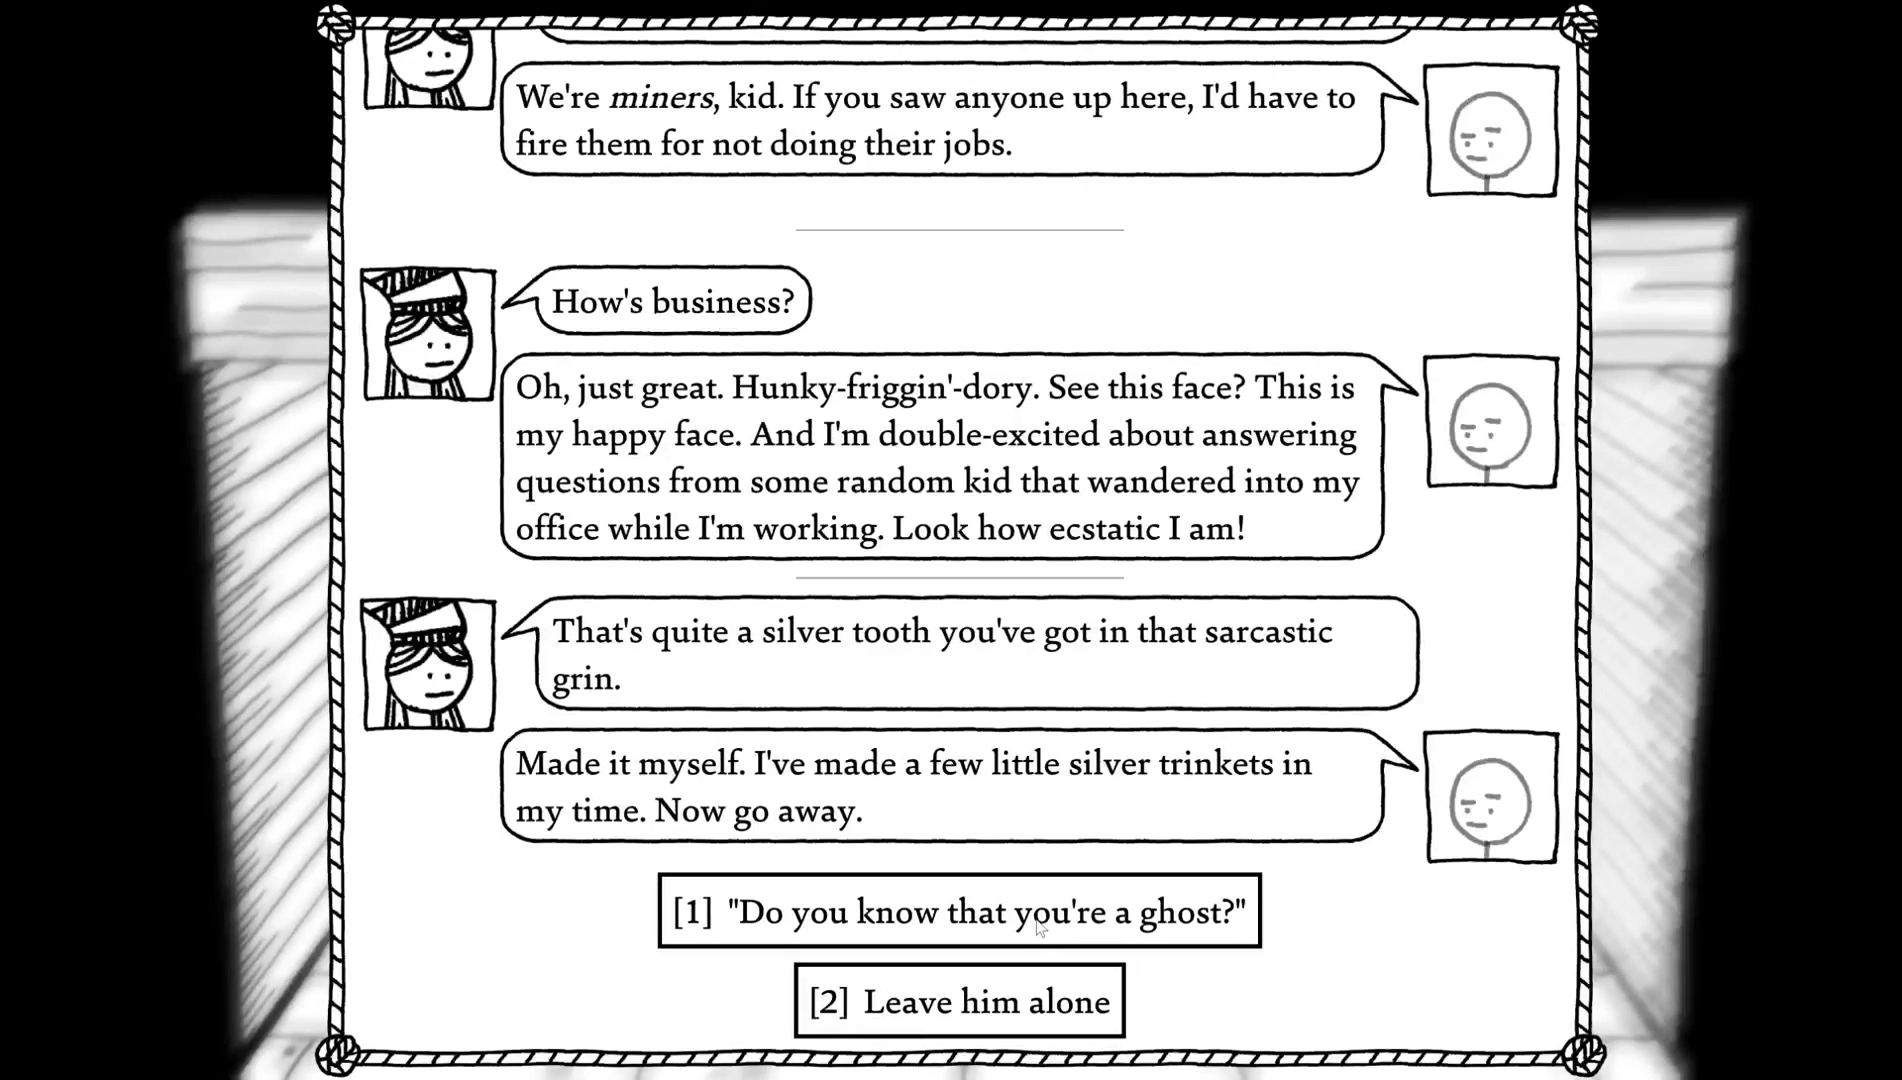 We're miners, kid. If you saw anyone up here, I'd have to
fire them for not doing their jobs.
How's business?
Oh, just great. Hunky-friggin'-dory. See this face? This is
my happy face. And I'm double-excited about answering
questions from some random kid that wandered into my
office while I'm working. Look how ecstatic I am!
That's quite a silver tooth you've got in that sarcastic
grin.
Made it myself. I've made a few little silver trinkets in
my time. Now go away.
[1] "Do you know that you're a ghost?"
[2] Leave him alone